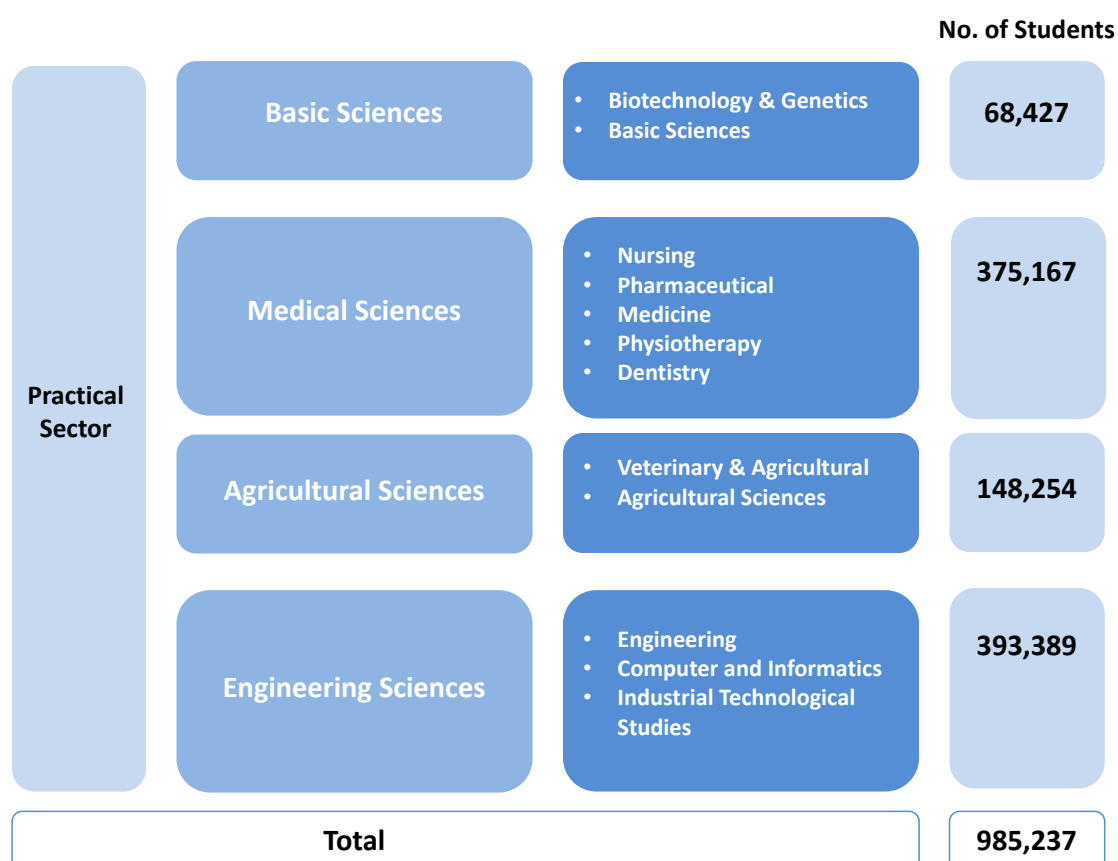 No. of Students
Practical
Sector
Basic Sciences
• Biotechnology & Genetics
• Basic Sciences
68,427
Medical Sciences
• Nursing
• Pharmaceutical
• Medicine
• Physiotherapy
• Dentistry
375,167
Agricultural Sciences
• Veterinary & Agricultural
• Agricultural Sciences
148,254
Engineering Sciences
• Engineering
• Computer and Informatics
• Industrial Technological
Studies
393,389
Total
985,237